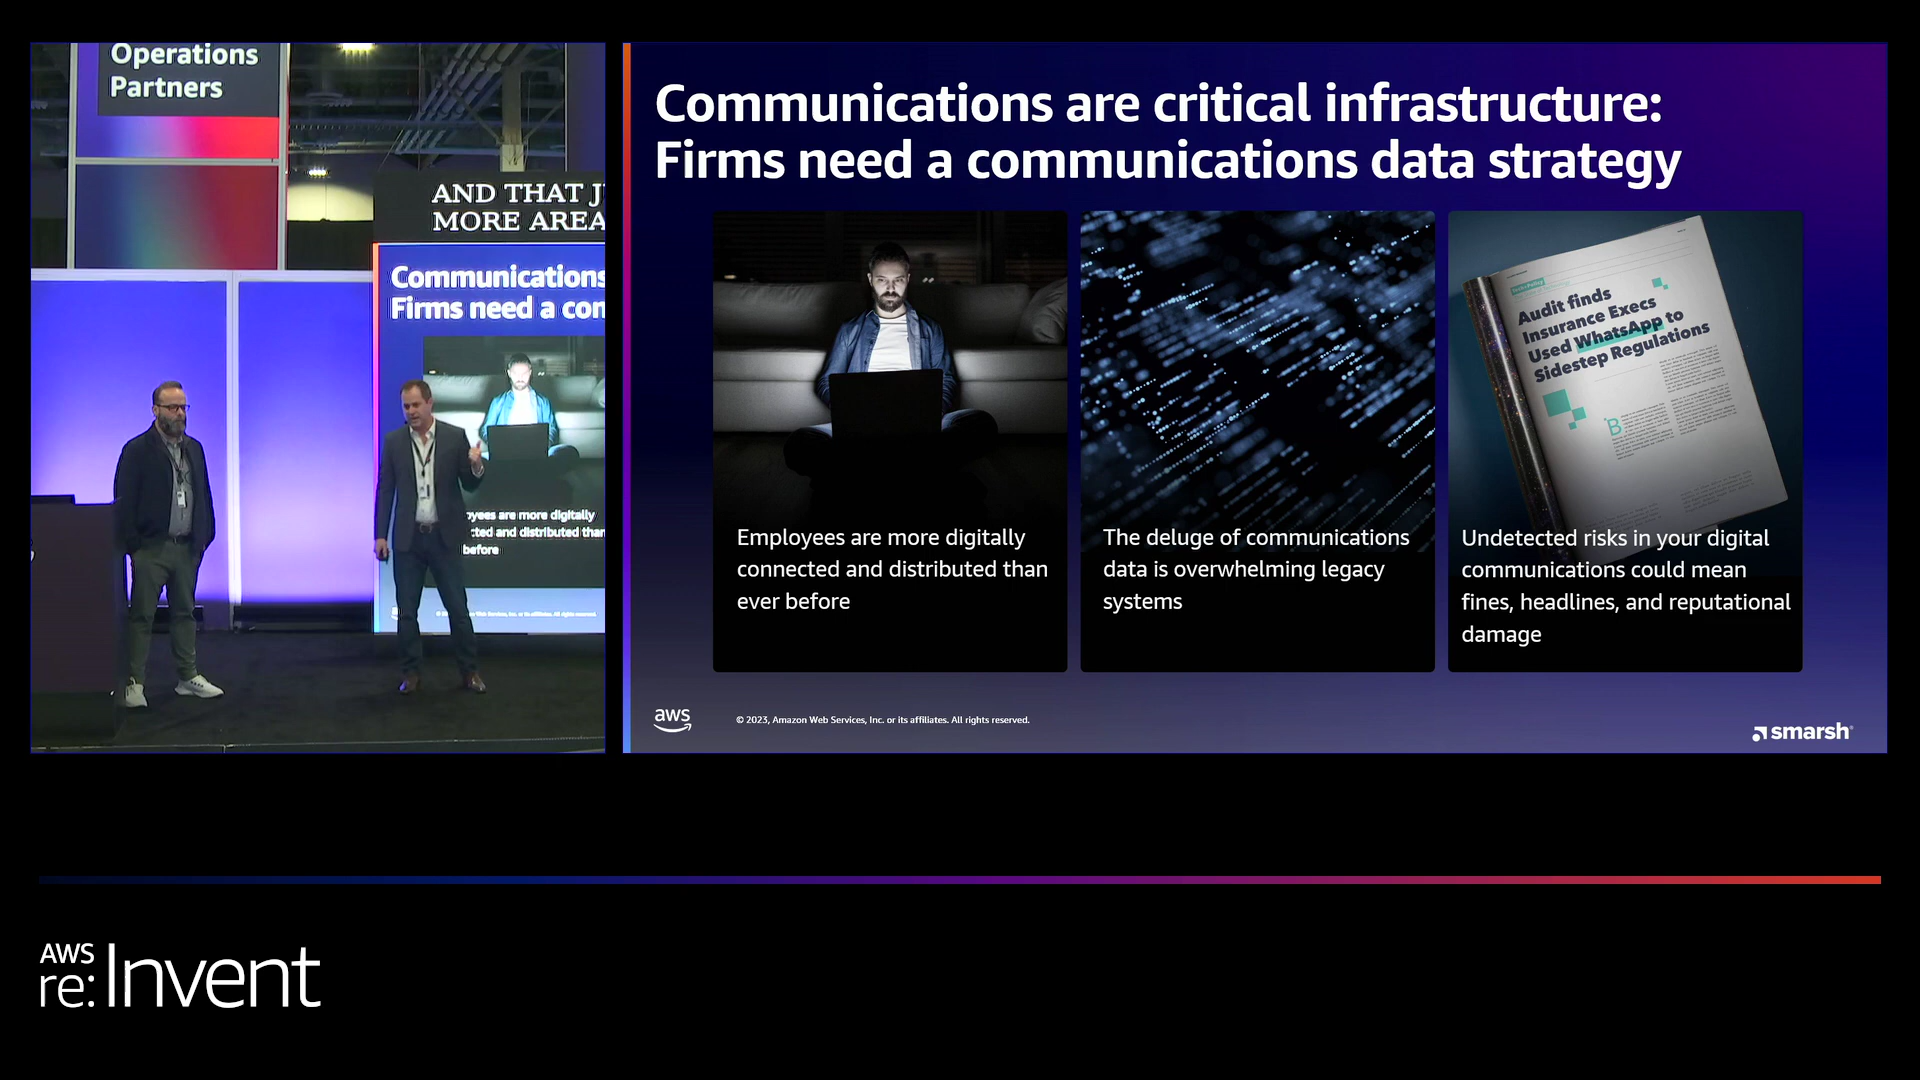 Operations
Partners
AND THAT J
MORE AREA
Communications
Firms need a con
yees are more digitally
cted and distributed than
before
Communications are critical infrastructure:
Firms need a communications data strategy
Employees are more digitally
connected and distributed than
ever before
The deluge of communications
data is overwhelming legacy
systems
Audit finds
Insurance Execs
Used WhatsApp to
Sidestep Regulations
Undetected risks in your digital
communications could mean
fines, headlines, and reputational
damage
aws
© 2023, Amazon Web Services, Inc. or its affiliates. All rights reserved.
smarsh
AWS
re:Invent